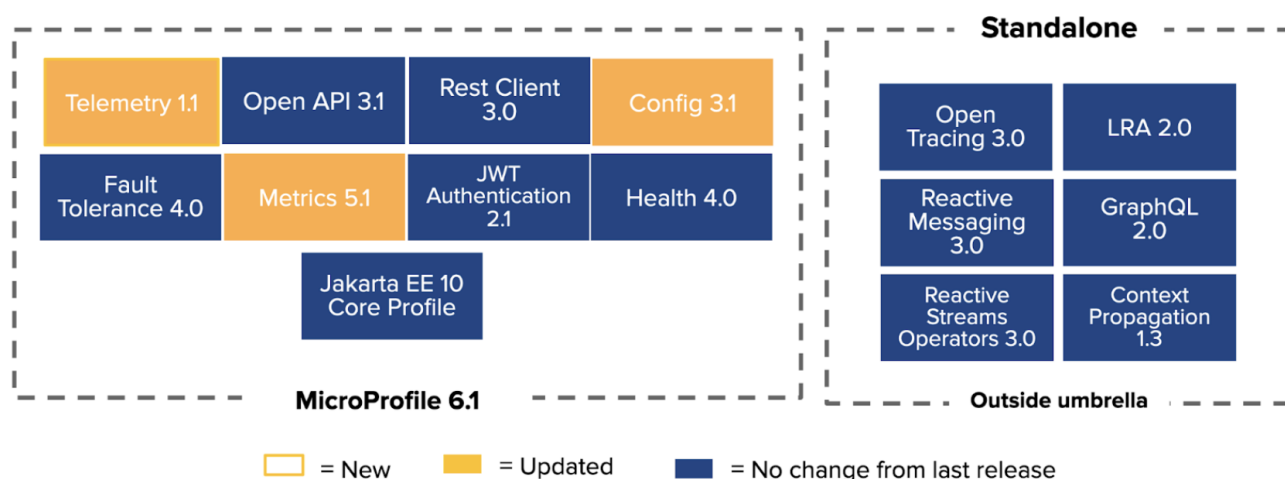 Standalone
Telemetry 1.1
Open API 3.1
Rest Client
3.0
Config 3.1
Fault
Tolerance 4.0
Metrics 5.1
JWT
Authentication
2.1
Health 4.0
Jakarta EE 10
Core Profile
MicroProfile 6.1
Open
Tracing 3.0
LRA 2.0
Reactive
Messaging
3.0
GraphQL
2.0
Reactive
Streams
Operators 3.0
Context
Propagation
1.3
Outside umbrella
= New
= Updated
= No change from last release